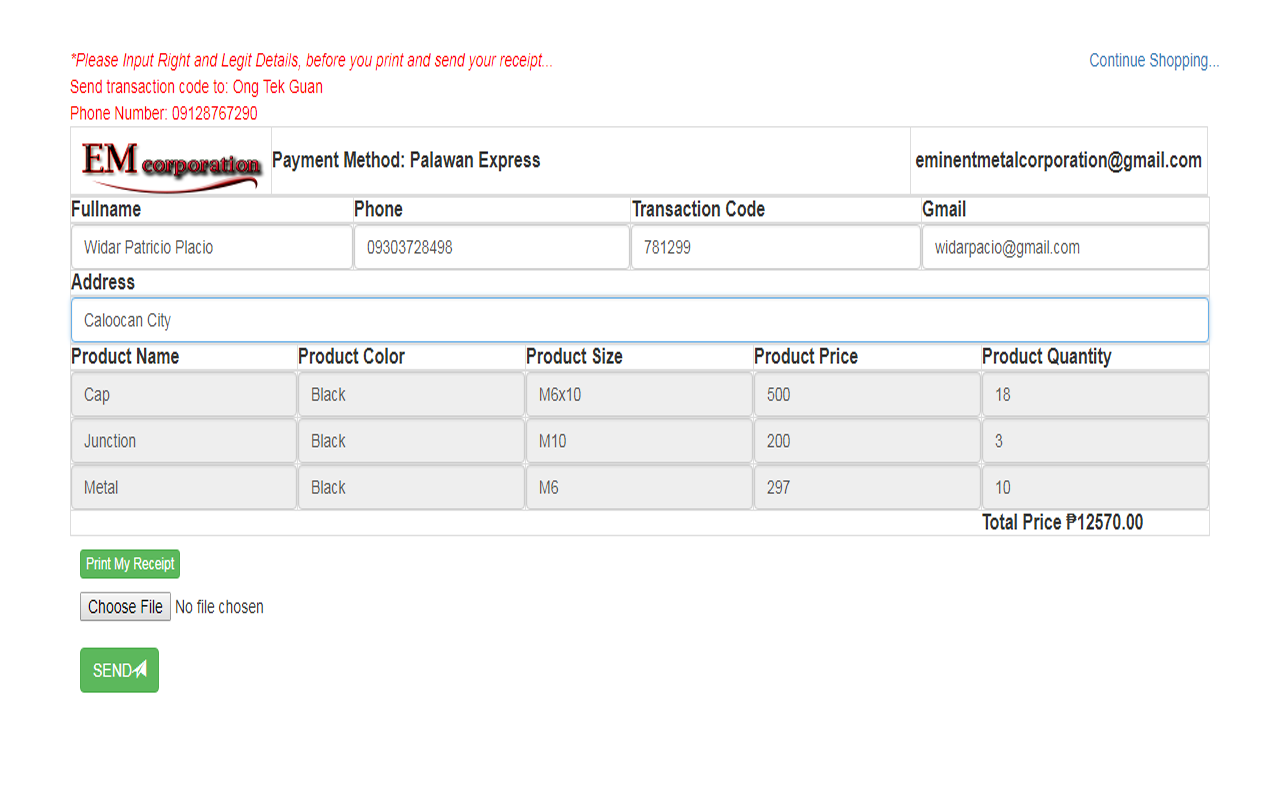 *Please Input Right and Legit Details, before you print and send your receipt...
Continue Shopping...
Send transaction code to: Ong Tek Guan
Phone Number: 09128767290
EM corporation
Payment Method: Palawan Express
eminentmetalcorporation@gmail.com
Fullname Phone Transaction Code Gmail
Widar Patricio Placio 09303728498 781299 widarpacio@gmail.com
Address
Caloocan City
Product Name Product Color Product Size Product Price Product Quantity
Cap Black M6x10 500 18
Junction Black M10 200 3
Metal Black M6 297 10
Total Price ₱12570.00
Print My Receipt
Choose File No file chosen
SEND